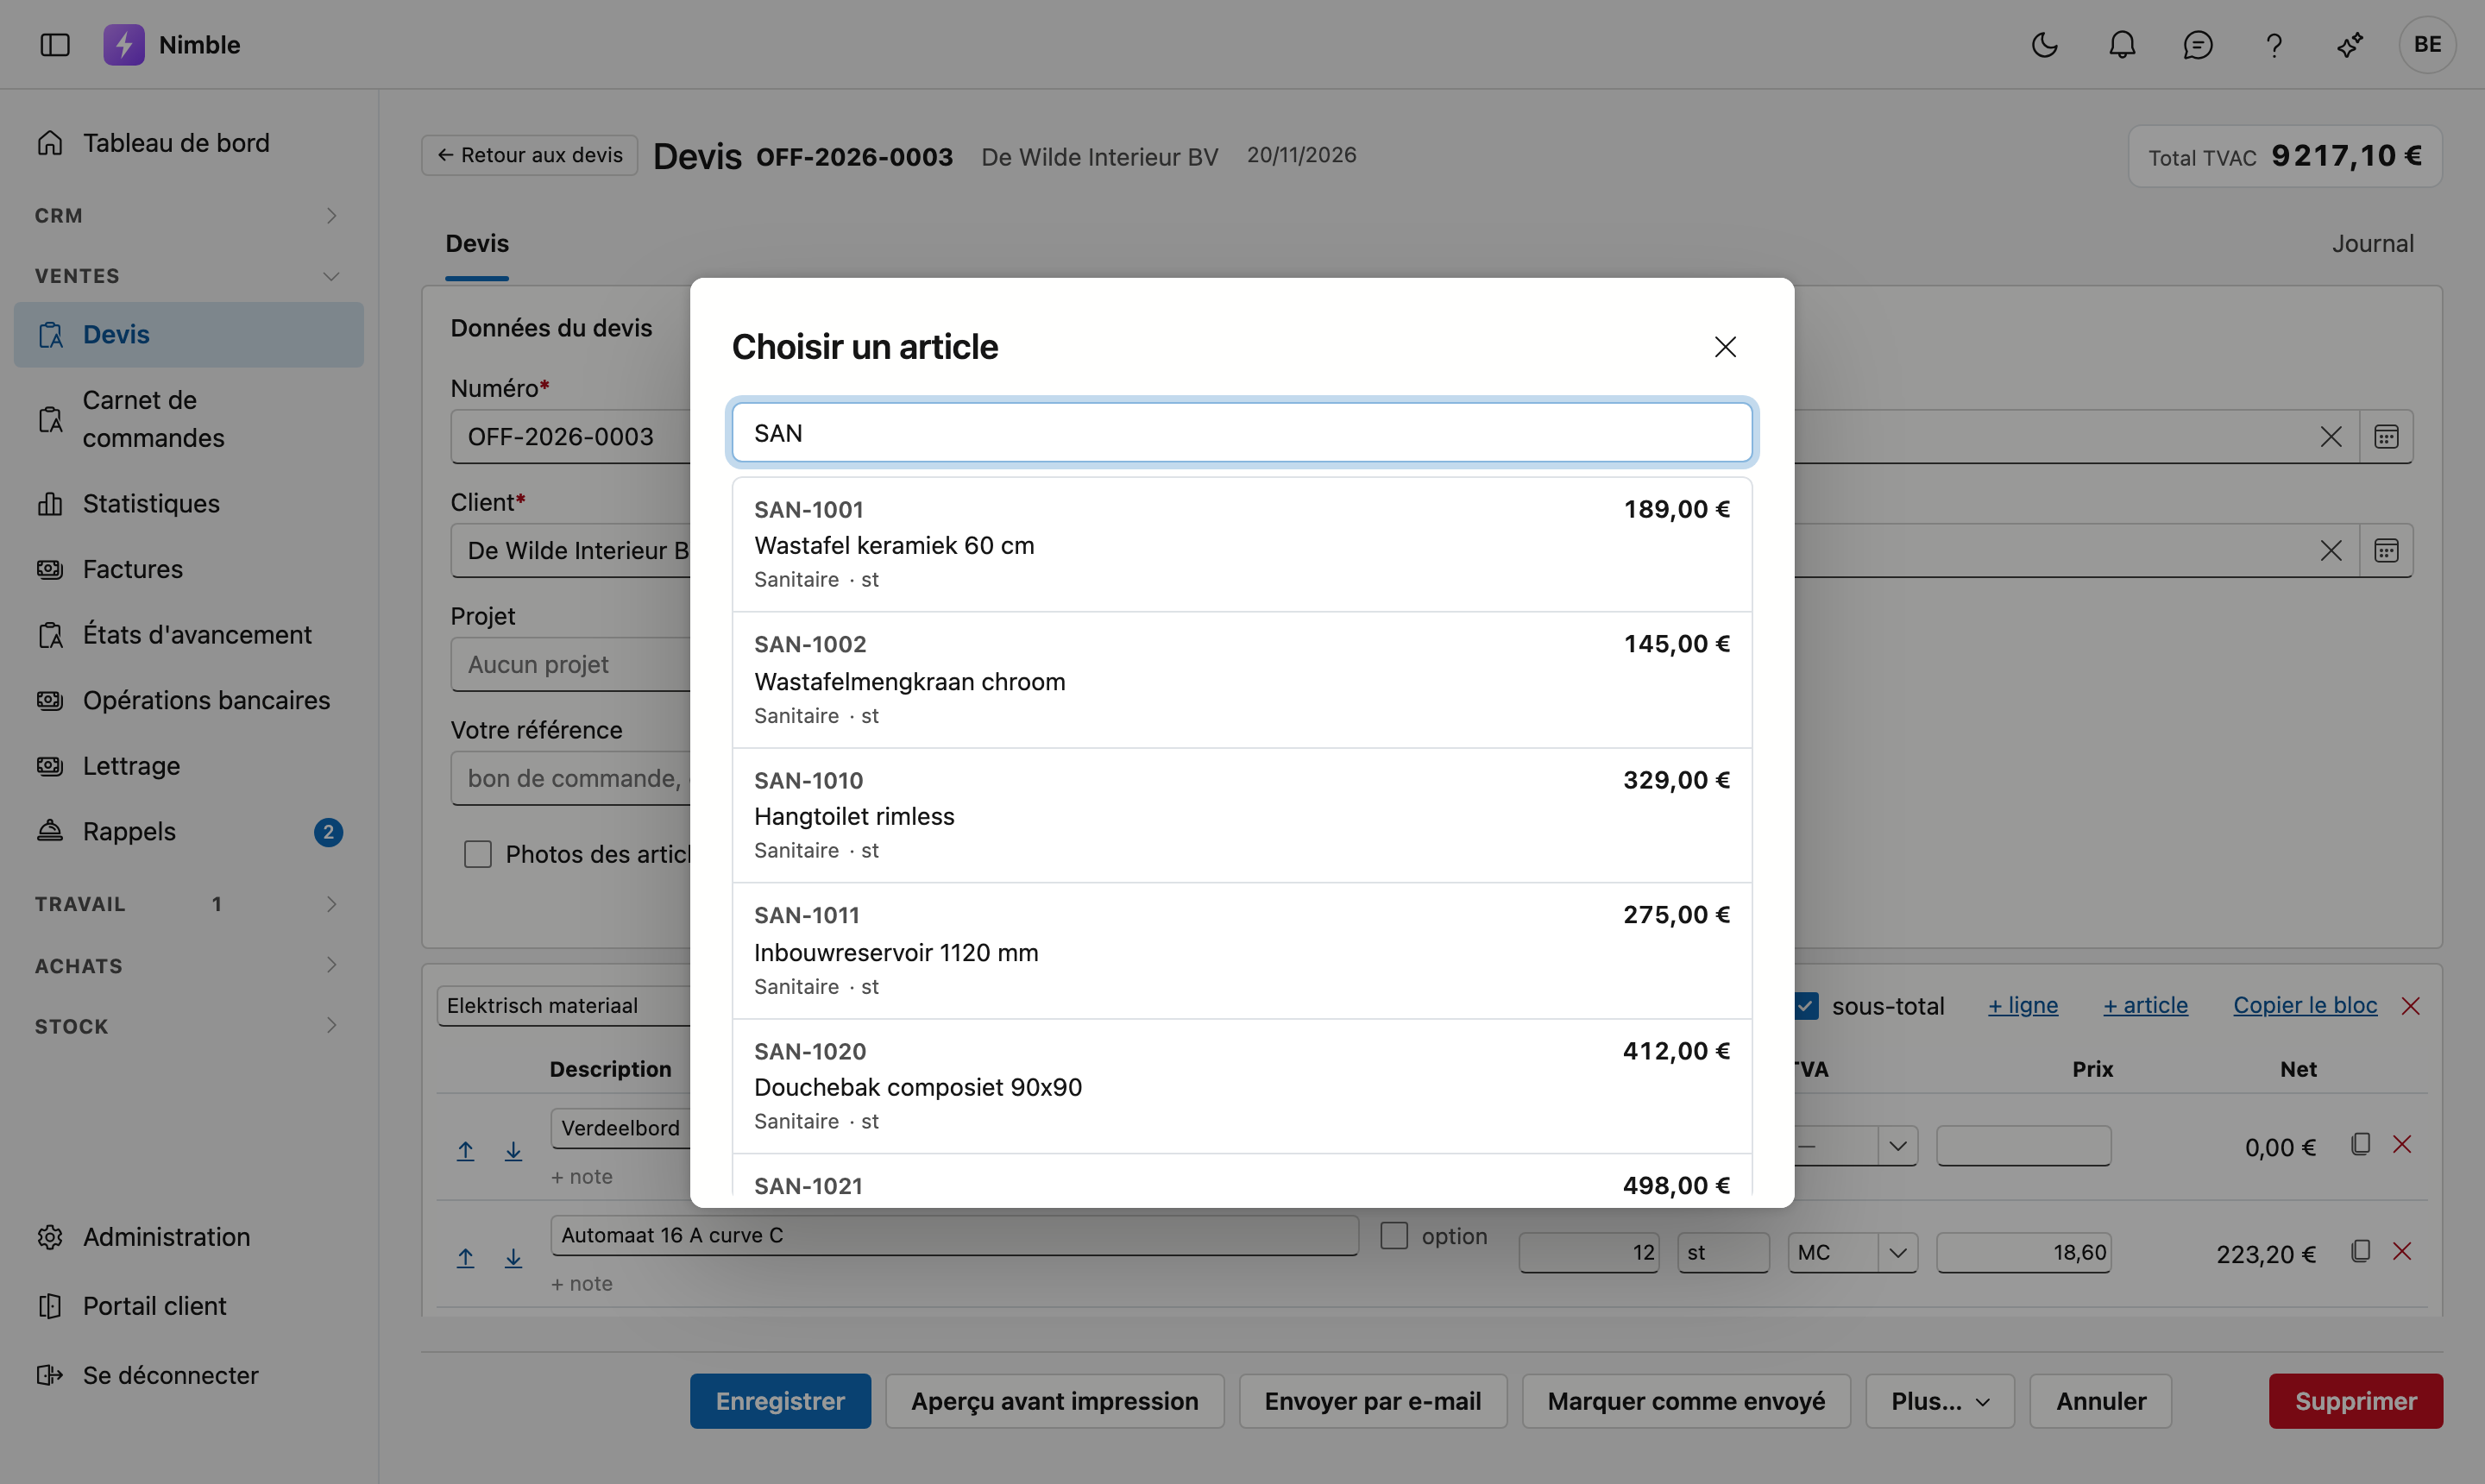 Nimble
BE
Tableau de bord
CRM
VENTES
Devis
Carnet de
commandes
Statistiques
Factures
États d'avancement
Opérations bancaires
Lettrage
Rappels
2
TRAVAIL 1
ACHATS
STOCK
Administration
Portail client
Se déconnecter
← Retour aux devis Devis OFF-2026-0003 De Wilde Interieur BV 20/11/2026
Total TVAC 9 217,10 €
Devis
Journal
Données du devis
Numéro*
OFF-2026-0003
Client*
De Wilde Interieur B
Projet
Aucun projet
Votre référence
bon de commande,
Photos des articl
Choisir un article
SAN
SAN-1001 189,00 €
Wastafel keramiek 60 cm
Sanitaire · st
SAN-1002 145,00 €
Wastafelmengkraan chroom
Sanitaire · st
SAN-1010 329,00 €
Hangtoilet rimless
Sanitaire · st
SAN-1011 275,00 €
Inbouwreservoir 1120 mm
Sanitaire · st
SAN-1020 412,00 €
Douchebak composiet 90x90
Sanitaire · st
SAN-1021 498,00 €
Elektrisch materiaal
sous-total + ligne + article Copier le bloc
Description TVA Prix Net
Verdeelbord — 0,00 €
+ note
Automaat 16 A curve C option 12 st MC 18,60 223,20 €
+ note
Enregistrer Aperçu avant impression Envoyer par e-mail Marquer comme envoyé Plus... Annuler Supprimer